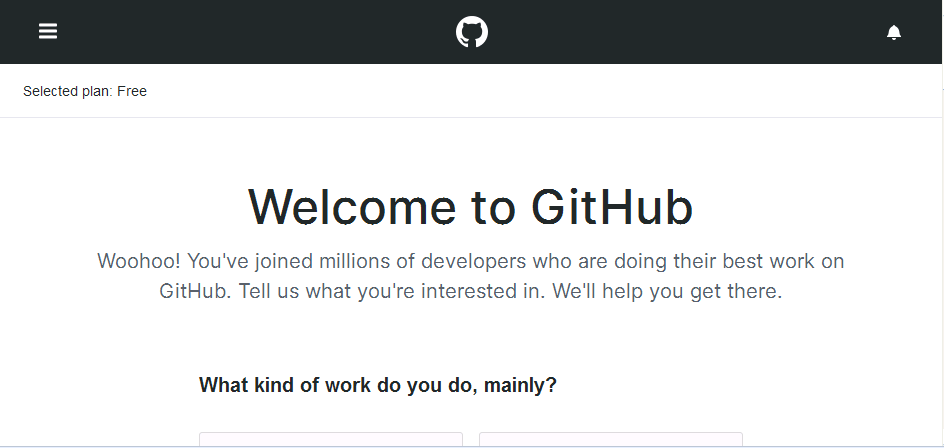 Selected plan: Free
Welcome to GitHub
Woohoo! You've joined millions of developers who are doing their best work on
GitHub. Tell us what you're interested in. We'll help you get there.
What kind of work do you do, mainly?